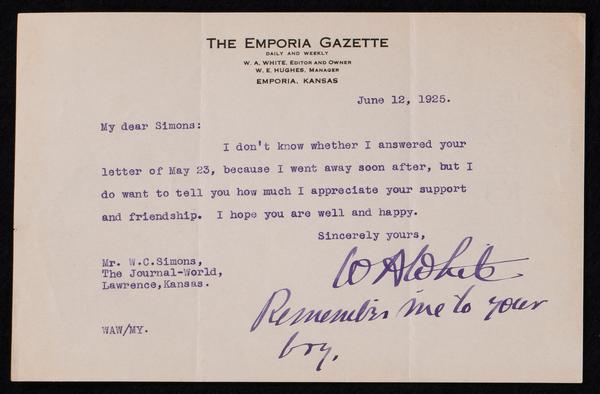 THE EMPORIA GAZETTE
DAILY AND WEEKLY
W. A. WHITE, EDITOR AND OWNER
W. E. HUGHES, MANAGER
EMPORIA, KANSAS
June 12, 1925.
My dear Simons:
I don't know whether I answered your
letter of May 23, because I went away soon after, but I
do want to tell you how much I appreciate your support
and friendship. I hope you are well and happy.
Sincerely yours,
W A White
Mr. W.C.Simons,
The Journal-World,
Lawrence,Kansas.
Remember me to your
boy.
WAW/MY.